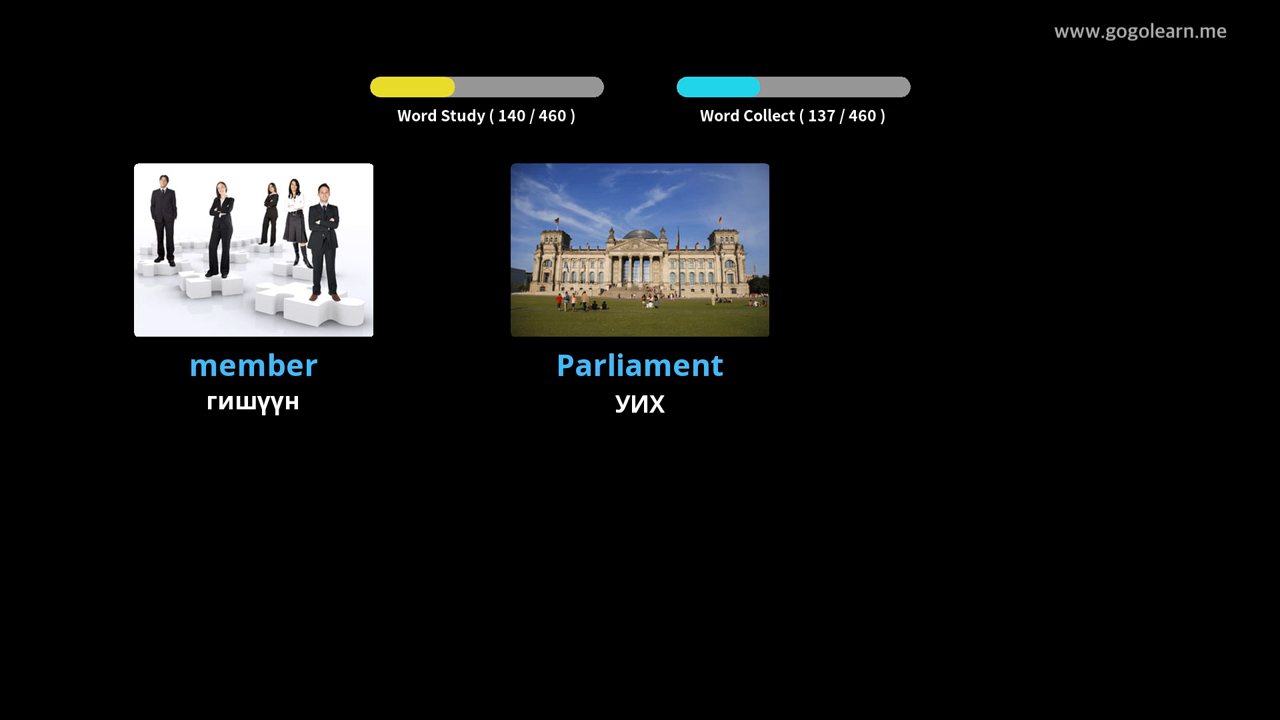 www.gogolearn.me
Word Study ( 140 / 460 )
Word Collect ( 137 / 460 )
member
гишүүн
Parliament
УИХ